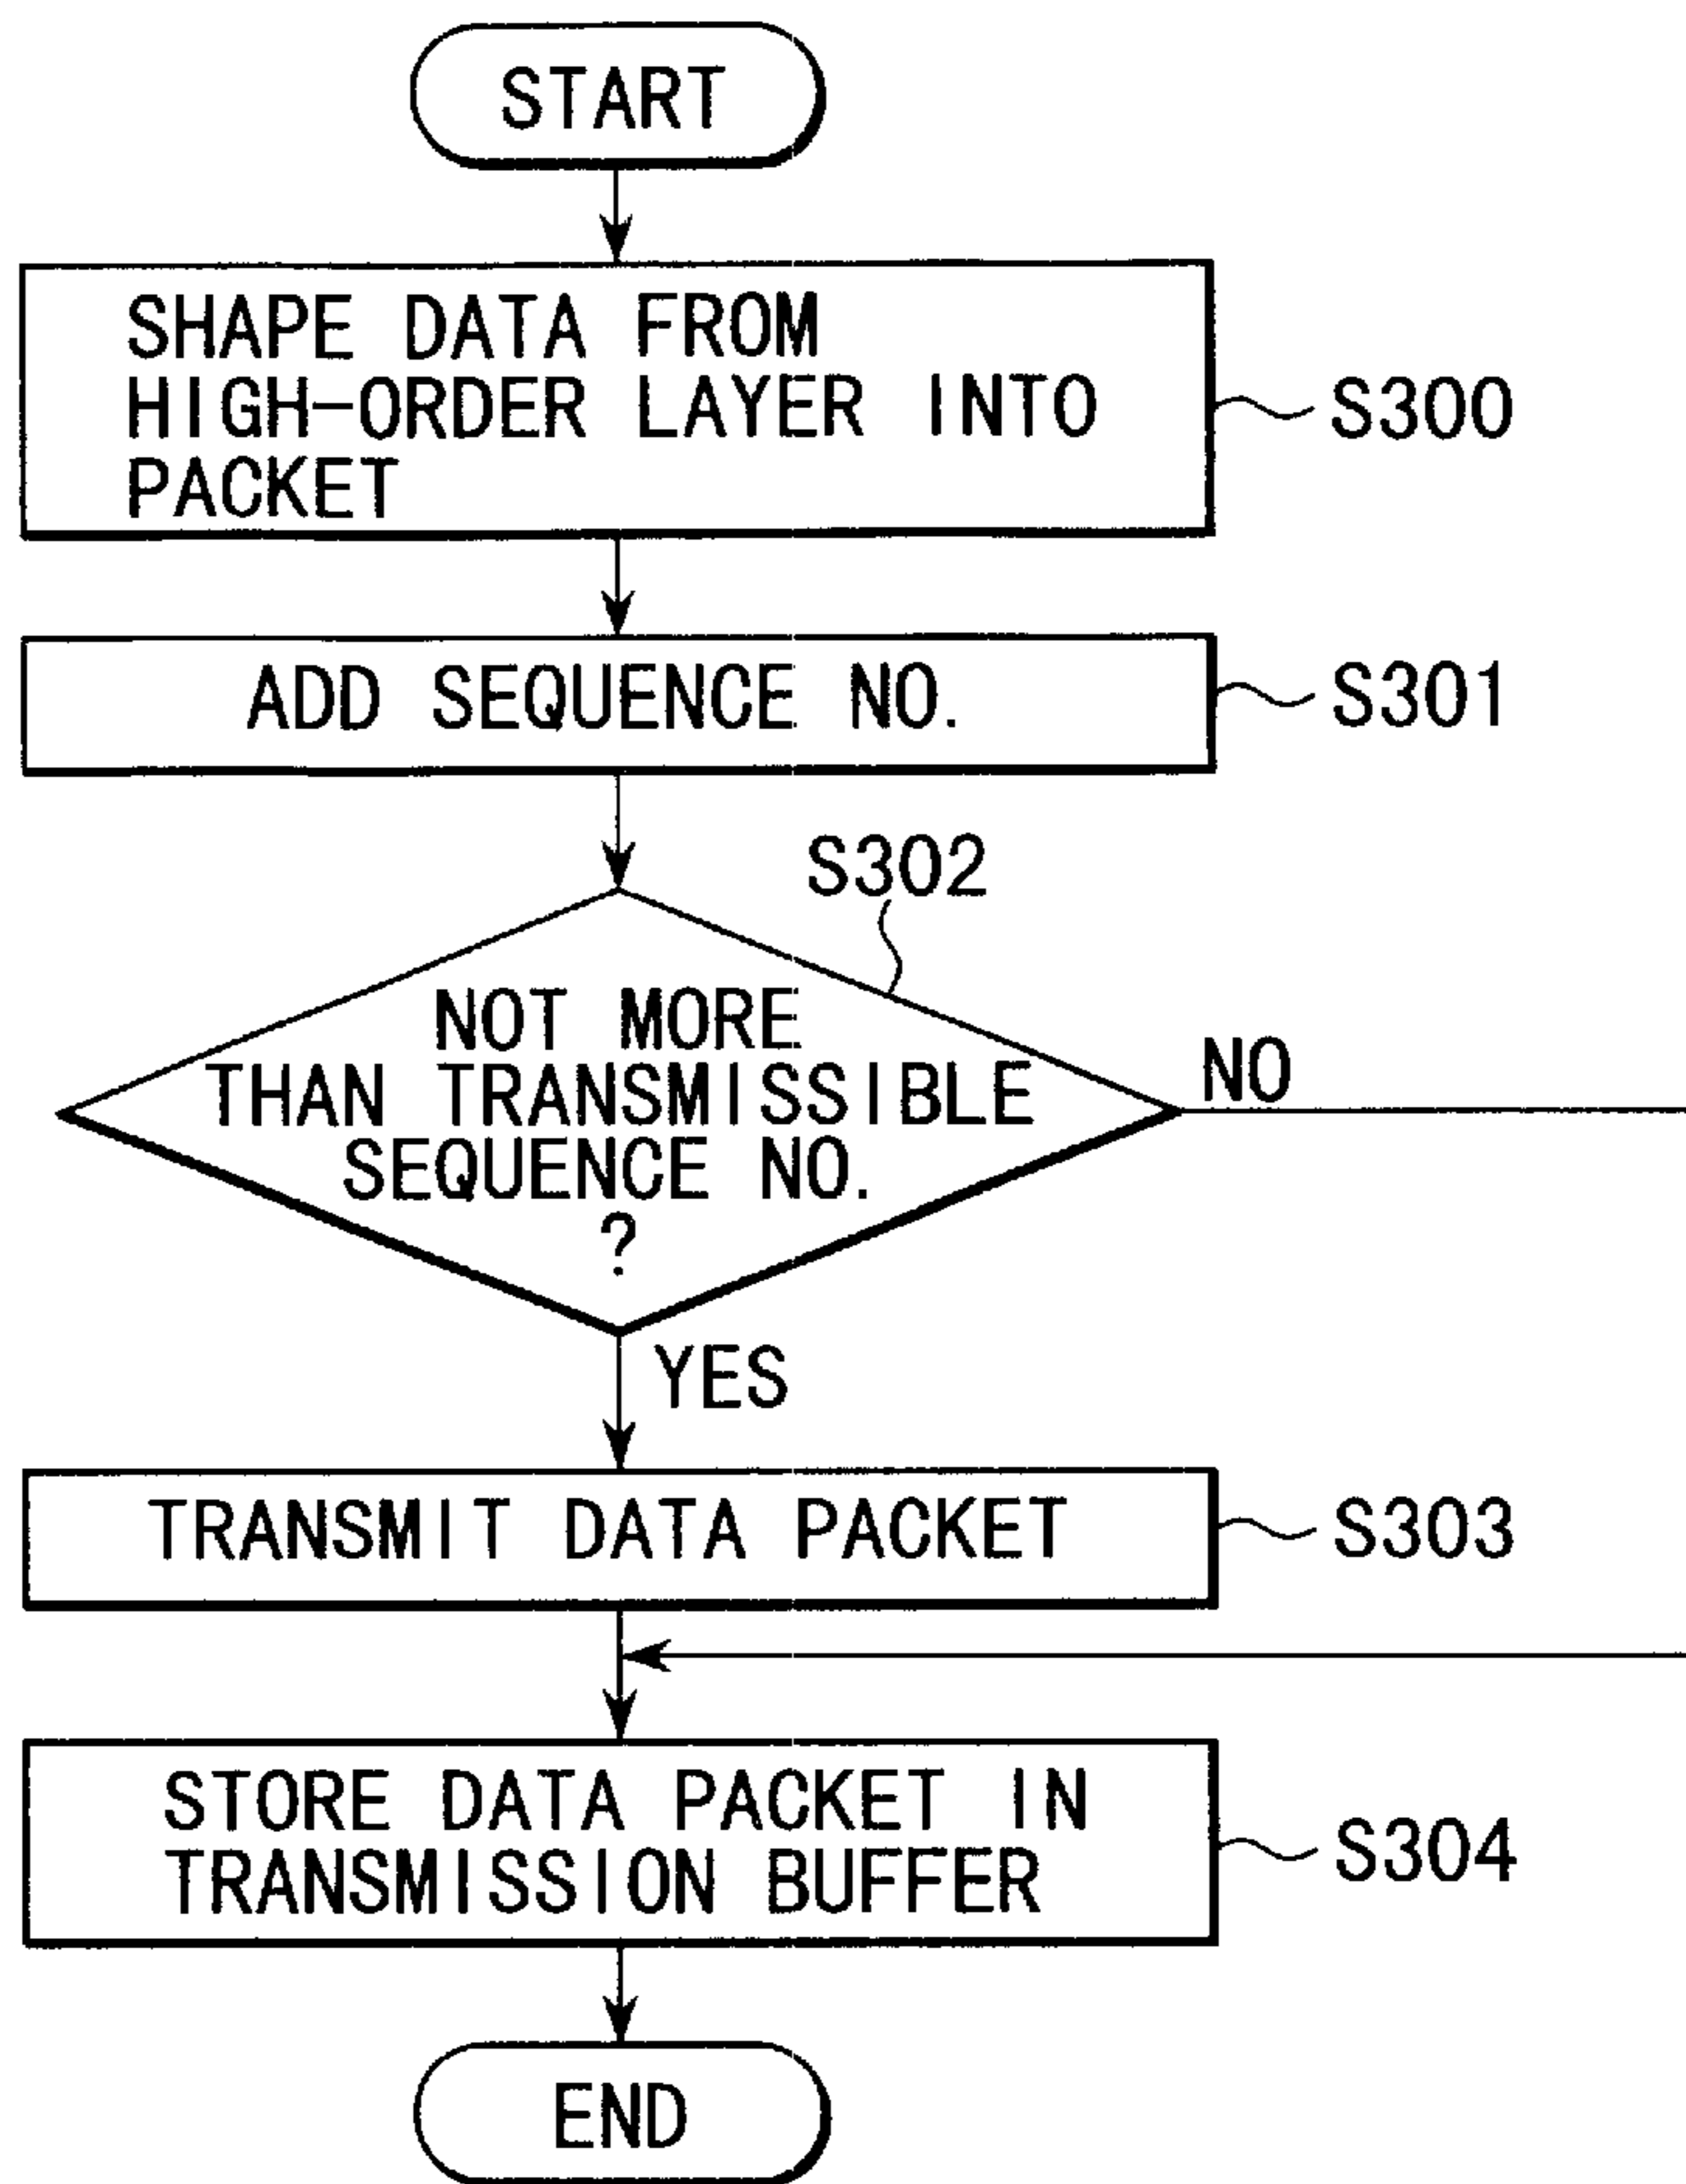 START
SHAPE DATA FROM
HIGH-ORDER LAYER INTO
PACKET
S300
ADD SEQUENCE NO.
S301
S302
NOT MORE
THAN TRANSMISSIBLE
SEQUENCE NO.
?
NO
YES
TRANSMIT DATA PACKET
S303
STORE DATA PACKET IN
TRANSMISSION BUFFER
S304
END